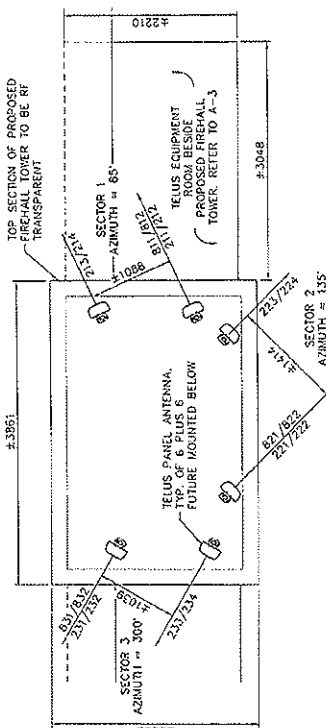 TOP SECTION OF PROPOSED
FIREHALL TOWER TO BE RF
TRANSPARENT
±3861
±2210
213/214
SECTOR 1
AZIMUTH = 85°
±1088
811/812
211/212
TELUS EQUIPMENT
ROOM BESIDE
PROPOSED FIREHALL
TOWER. REFER TO A-3
±3048
831/832
231/232
±1039
SECTOR 3
AZIMUTH = 300°
233/234
TELUS PANEL ANTENNA,
TYP. OF 6 PLUS 6
FUTURE MOUNTED BELOW
821/822
221/222
223/224
SECTOR 2
AZIMUTH = 135°